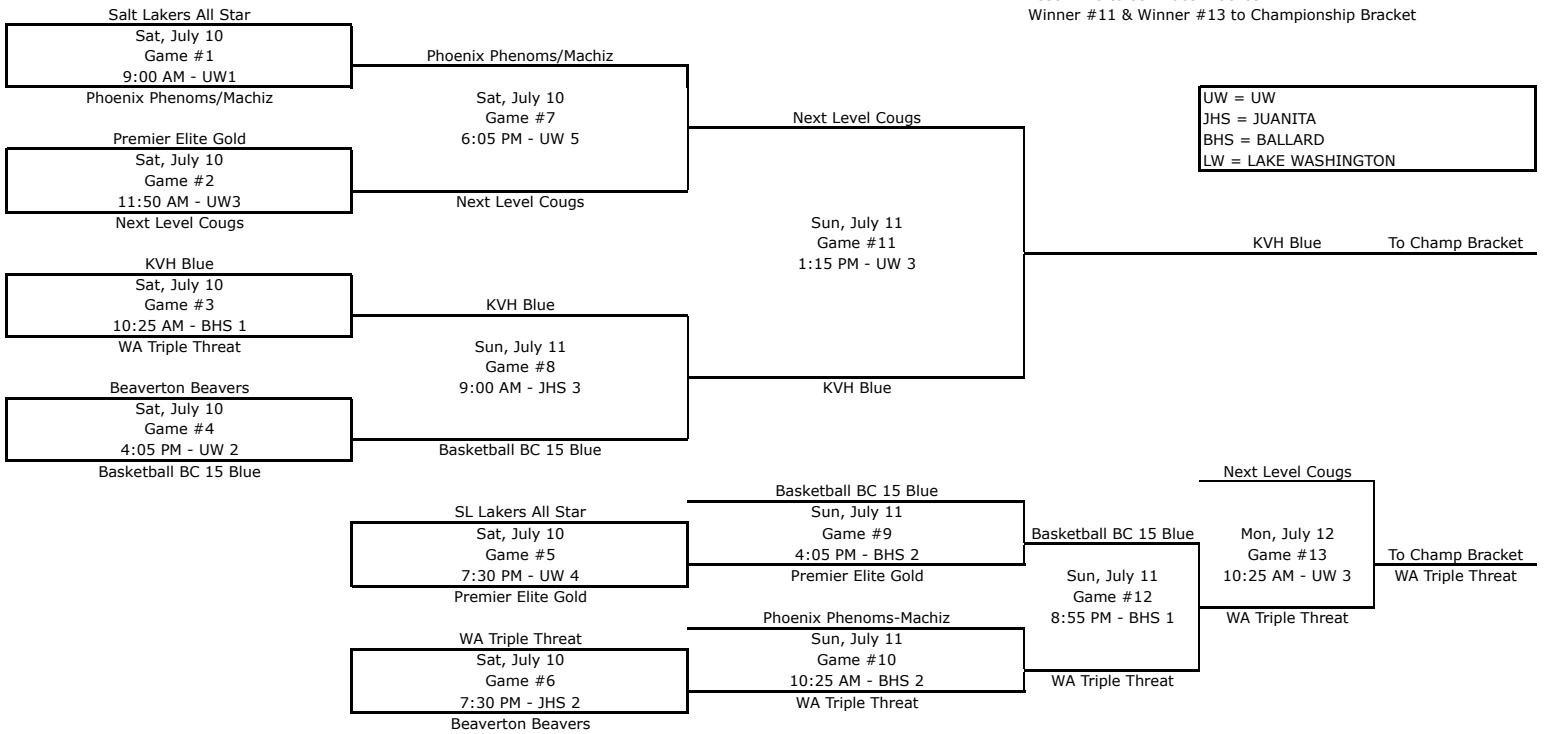 Winner #11 & Winner #13 to Championship Bracket
Salt Lakers All Star
Sat, July 10
Game #1
9:00 AM - UW1
Phoenix Phenoms/Machiz
Premier Elite Gold
Sat, July 10
Game #2
11:50 AM - UW3
Next Level Cougs
KVH Blue
Sat, July 10
Game #3
10:25 AM - BHS 1
WA Triple Threat
Beaverton Beavers
Sat, July 10
Game #4
4:05 PM - UW 2
Basketball BC 15 Blue
Phoenix Phenoms/Machiz
Sat, July 10
Game #7
6:05 PM - UW 5
Next Level Cougs
KVH Blue
Sun, July 11
Game #8
9:00 AM - JHS 3
Basketball BC 15 Blue
Next Level Cougs
Sun, July 11
Game #11
1:15 PM - UW 3
KVH Blue
UW = UW
JHS = JUANITA
BHS = BALLARD
LW = LAKE WASHINGTON
KVH Blue To Champ Bracket
SL Lakers All Star
Sat, July 10
Game #5
7:30 PM - UW 4
Premier Elite Gold
WA Triple Threat
Sat, July 10
Game #6
7:30 PM - JHS 2
Beaverton Beavers
Basketball BC 15 Blue
Sun, July 11
Game #9
4:05 PM - BHS 2
Premier Elite Gold
Phoenix Phenoms-Machiz
Sun, July 11
Game #10
10:25 AM - BHS 2
WA Triple Threat
Basketball BC 15 Blue
Sun, July 11
Game #12
8:55 PM - BHS 1
WA Triple Threat
Next Level Cougs
Mon, July 12
Game #13
10:25 AM - UW 3
WA Triple Threat
To Champ Bracket
WA Triple Threat